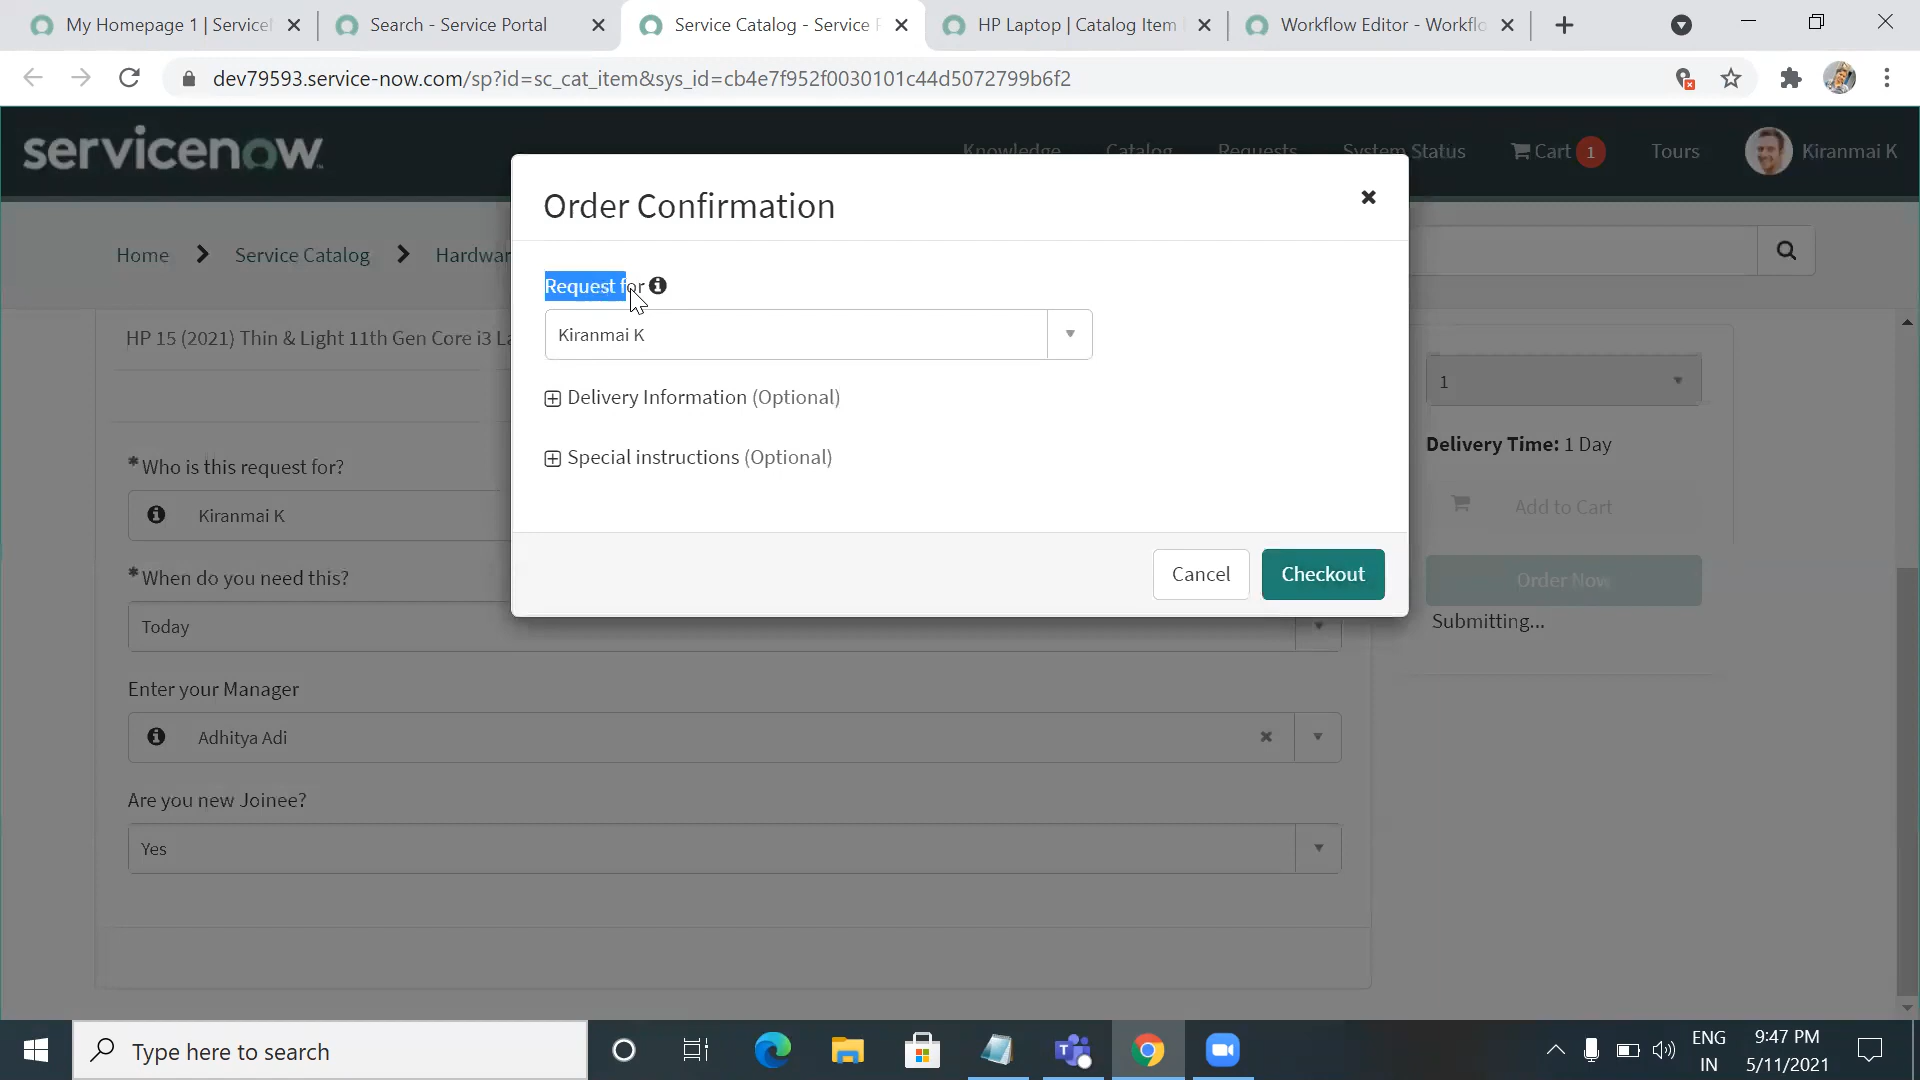 My Homepage 1 | Service
Search - Service Portal
Service Catalog - Service P
HP Laptop | Catalog Item
Workflow Editor - Workflo
dev79593.service-now.com/sp?id=sc_cat_item&sys_id=cb4e7f952f0030101c44d5072799b6f2
servicenow
Knowledge
Catalog
Requests
System Status
Cart 1
Tours
Kiranmai K
Home > Service Catalog > Hardwar
Order Confirmation
Request for
Kiranmai K
Delivery Information (Optional)
Special instructions (Optional)
Cancel
Checkout
HP 15 (2021) Thin & Light 11th Gen Core i3 La
*Who is this request for?
Kiranmai K
*When do you need this?
Today
Enter your Manager
Adhitya Adi
Are you new Joinee?
Yes
1
Delivery Time: 1 Day
Add to Cart
Order Now
Submitting...
Type here to search
ENG
IN
9:47 PM
5/11/2021